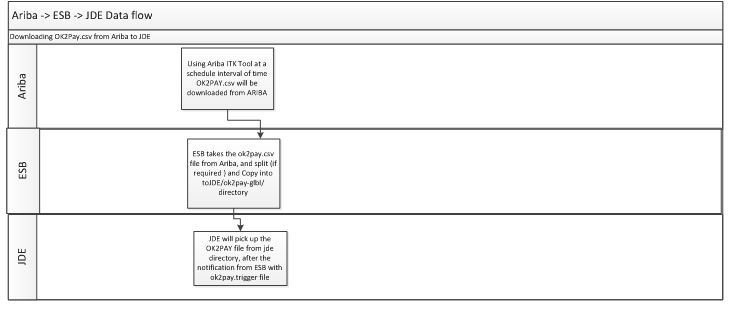 Ariba -> ESB -> JDE Data flow
Downloading OK2Pay.csv from Ariba to JDE
Ariba
Using Ariba ITK Tool at a
schedule interval of time
OK2PAY.csv will be
downloaded from ARIBA
ESB
ESB takes the ok2pay.csv
file from Ariba, and split (if
required ) and Copy into
toJDE/ok2pay-glbl/
directory
JDE
JDE will pick up the
OK2PAY file from jde
directory, after the
notification from ESB with
ok2pay.trigger file